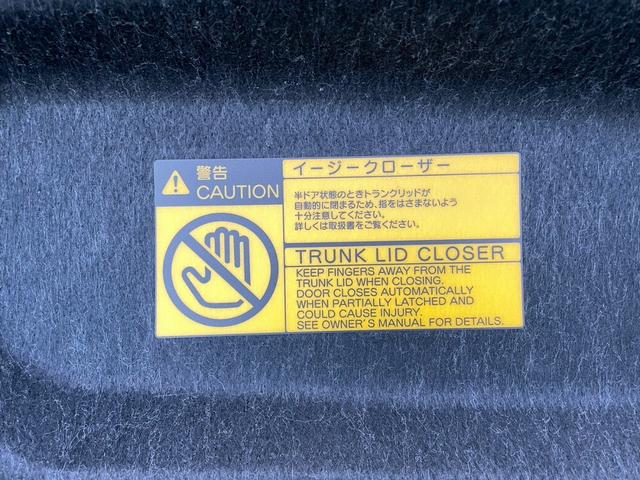 警告
CAUTION
イージークローザー
半ドア状態のときトランクリッドが
自動的に閉まるため、指をはさまないよう
十分注意してください。
詳しくは取扱書をご覧ください。
TRUNK LID CLOSER
KEEP FINGERS AWAY FROM THE
TRUNK LID WHEN CLOSING.
DOOR CLOSES AUTOMATICALLY
WHEN PARTIALLY LATCHED AND
COULD CAUSE INJURY.
SEE OWNER'S MANUAL FOR DETAILS.